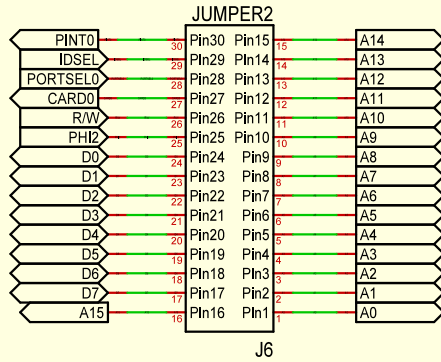 JUMPER2
PINT0 30 Pin30 Pin15 15 A14
IDSEL 29 Pin29 Pin14 14 A13
PORTSEL0 28 Pin28 Pin13 13 A12
CARD0 27 Pin27 Pin12 12 A11
R/W 26 Pin26 Pin11 11 A10
PHI2 25 Pin25 Pin10 10 A9
D0 24 Pin24 Pin9 9 A8
D1 23 Pin23 Pin8 8 A7
D2 22 Pin22 Pin7 7 A6
D3 21 Pin21 Pin6 6 A5
D4 20 Pin20 Pin5 5 A4
D5 19 Pin19 Pin4 4 A3
D6 18 Pin18 PIn3 3 A2
D7 17 Pin17 Pin2 2 A1
A15 16 Pin16 PIn1 1 A0
J6